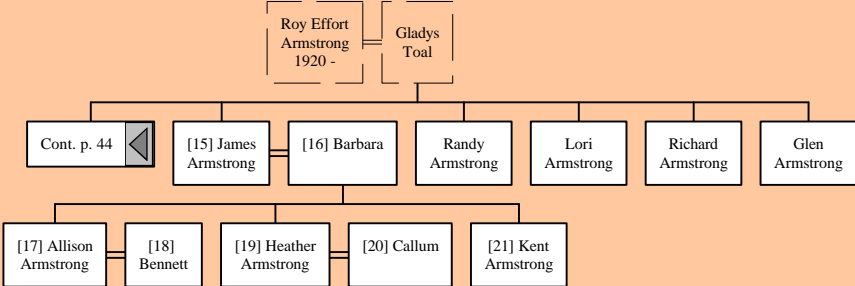 Roy Effort
Armstrong
1920 -
Gladys
Toal
Cont. p. 44
[15] James
Armstrong
[16] Barbara
Randy
Armstrong
Lori
Armstrong
Richard
Armstrong
Glen
Armstrong
[17] Allison
Armstrong
[18]
Bennett
[19] Heather
Armstrong
[20] Callum
[21] Kent
Armstrong